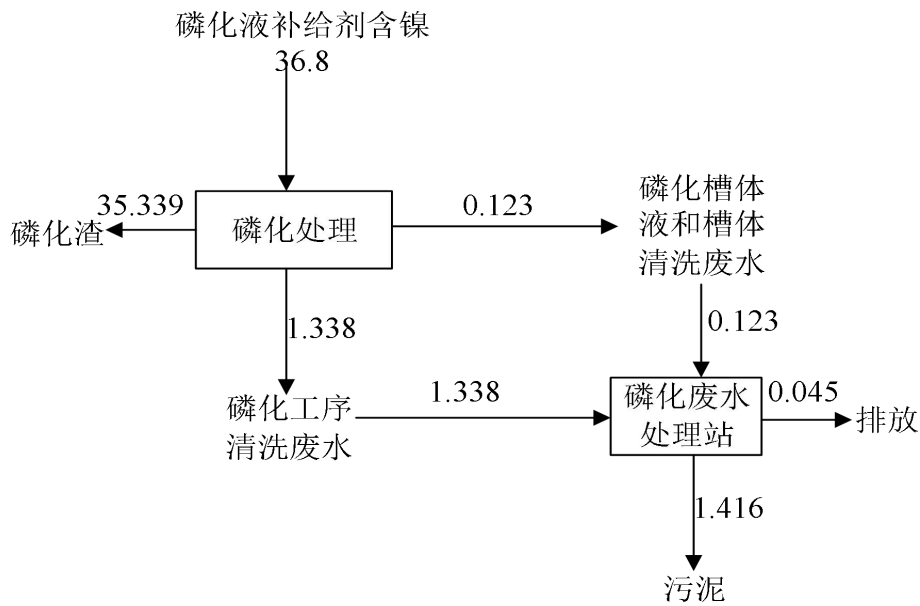 磷化液补给剂含镍
36.8
35.339
磷化渣
磷化处理
0.123
磷化槽体
液和槽体
清洗废水
1.338
0.123
磷化工序
清洗废水
1.338
磷化废水
处理站
0.045
排放
1.416
污泥